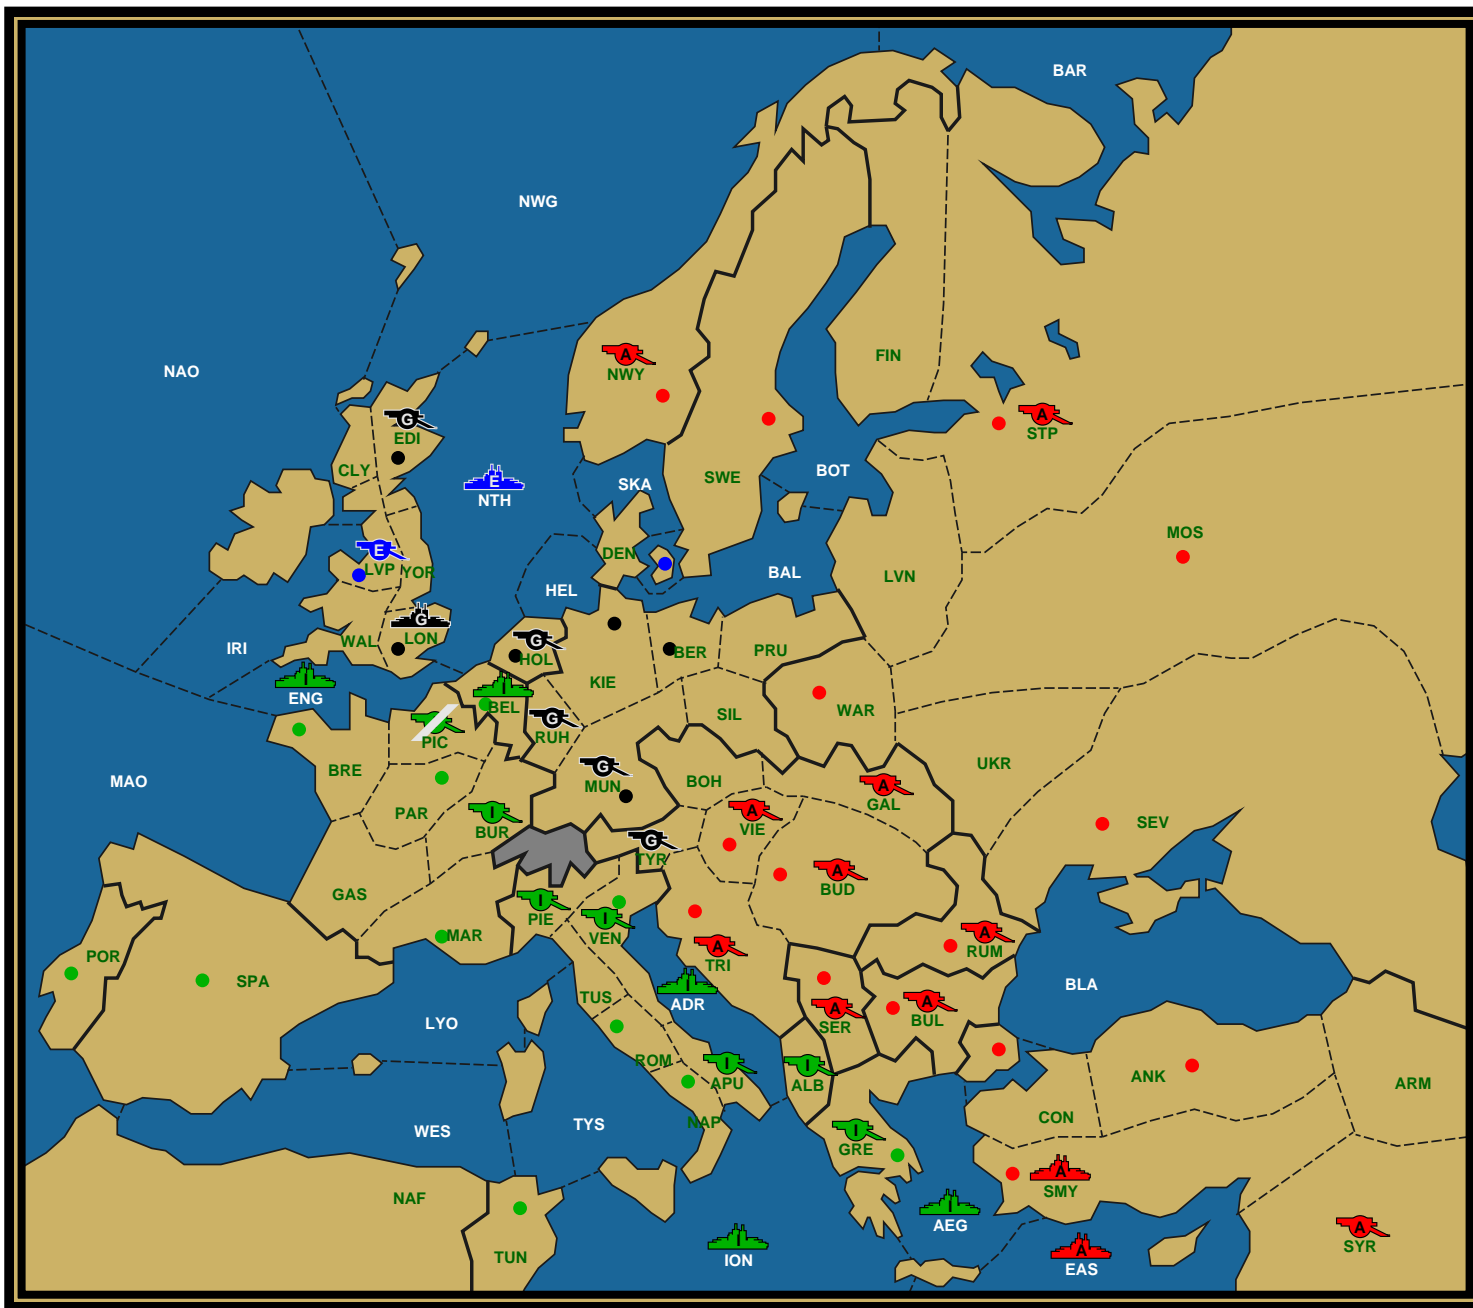 BAR
NWG
FIN
NAO
A
NWY
A
STP
G
EDI
CLY
E
NTH
SKA
SWE
BOT
MOS
E
LVP
YOR
DEN
HEL
BAL
LVN
G
LON
WAL
IRI
G
HOL
BER
PRU
I
ENG
KIE
I
BEL
SIL
WAR
G
RUH
PIC
BRE
MAO
G
MUN
BOH
UKR
A
GAL
PAR
I
BUR
A
VIE
SEV
G
TYR
A
BUD
GAS
I
PIE
I
VEN
MAR
A
TRI
A
RUM
POR
SPA
TUS
I
ADR
BLA
LYO
A
SER
A
BUL
ROM
I
APU
I
ALB
ANK
ARM
CON
NAP
TYS
WES
I
GRE
NAF
A
SMY
I
AEG
TUN
I
ION
A
EAS
A
SYR